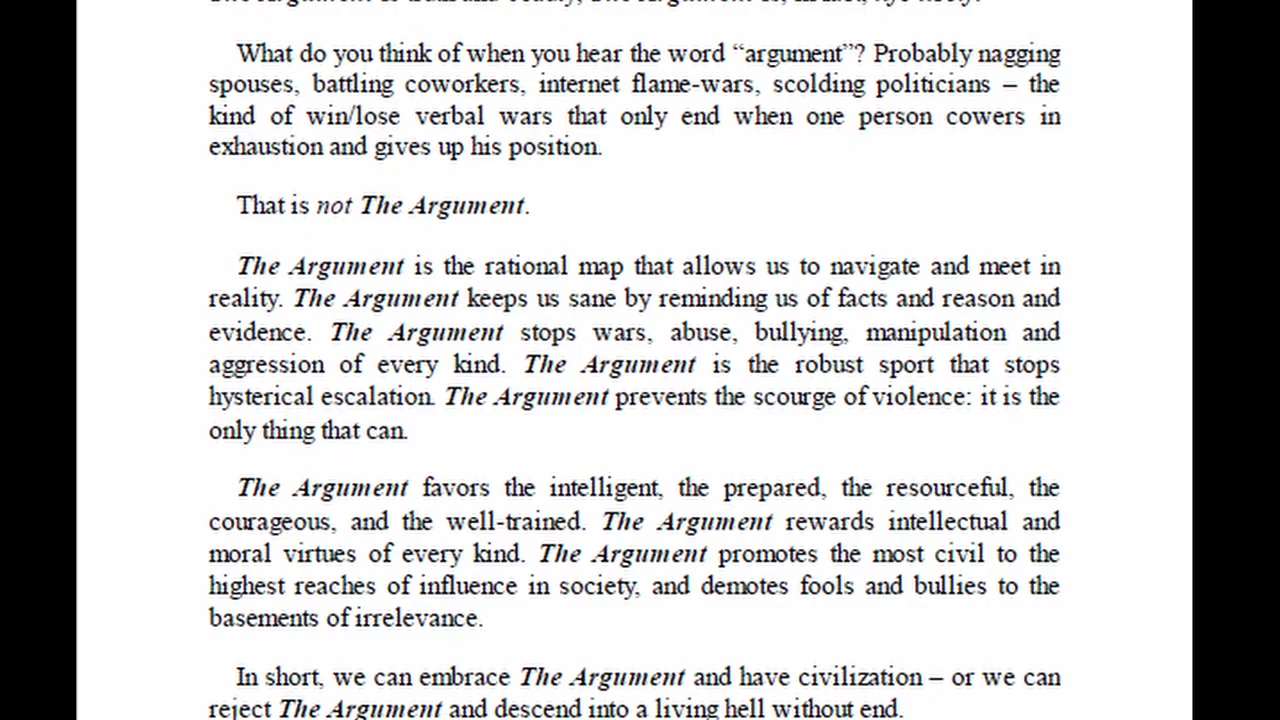 What do you think of when you hear the word “argument”? Probably nagging
spouses, battling coworkers, internet flame-wars, scolding politicians – the
kind of win/lose verbal wars that only end when one person cowers in
exhaustion and gives up his position.
That is not The Argument.
The Argument is the rational map that allows us to navigate and meet in
reality. The Argument keeps us sane by reminding us of facts and reason and
evidence. The Argument stops wars, abuse, bullying, manipulation and
aggression of every kind. The Argument is the robust sport that stops
hysterical escalation. The Argument prevents the scourge of violence: it is the
only thing that can.
The Argument favors the intelligent, the prepared, the resourceful, the
courageous, and the well-trained. The Argument rewards intellectual and
moral virtues of every kind. The Argument promotes the most civil to the
highest reaches of influence in society, and demotes fools and bullies to the
basements of irrelevance.
In short, we can embrace The Argument and have civilization – or we can
reject The Argument and descend into a living hell without end.